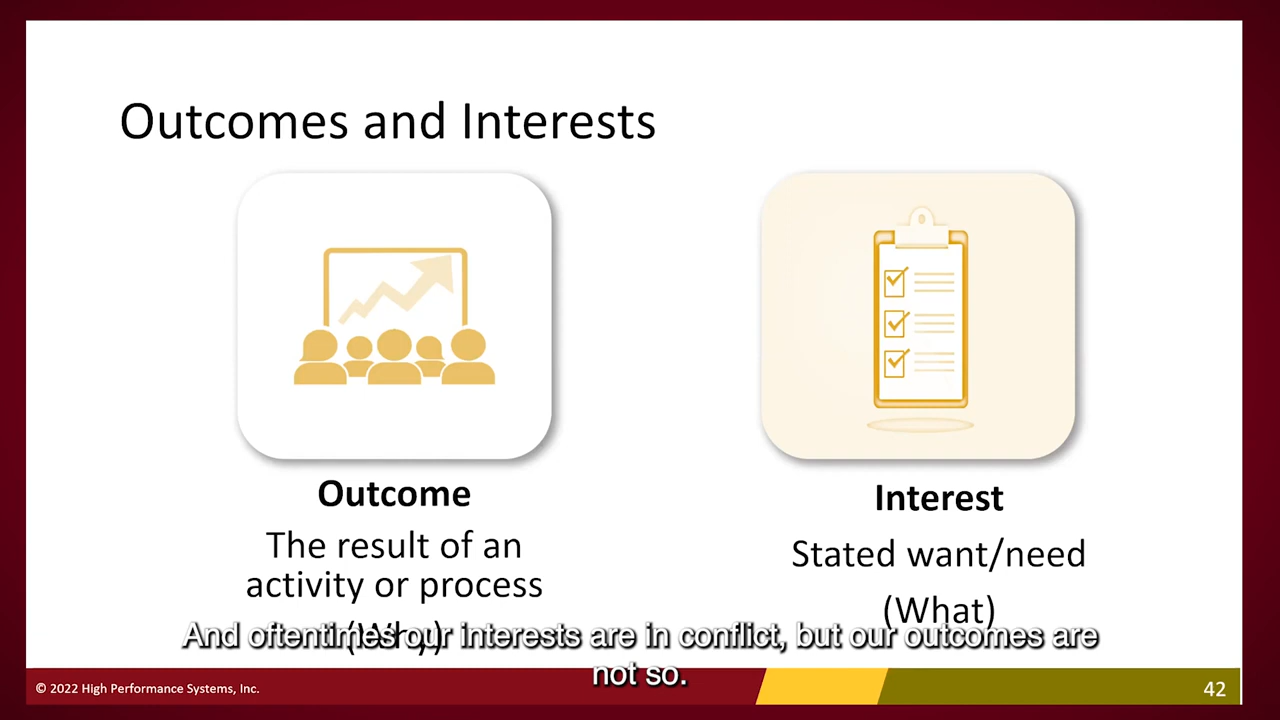 Outcomes and Interests
Outcome
The result of an
activity or process
Interest
Stated want/need
(What)
And oftentimes our interests are in conflict, but our outcomes are
not so.
© 2022 High Performance Systems, Inc.
42